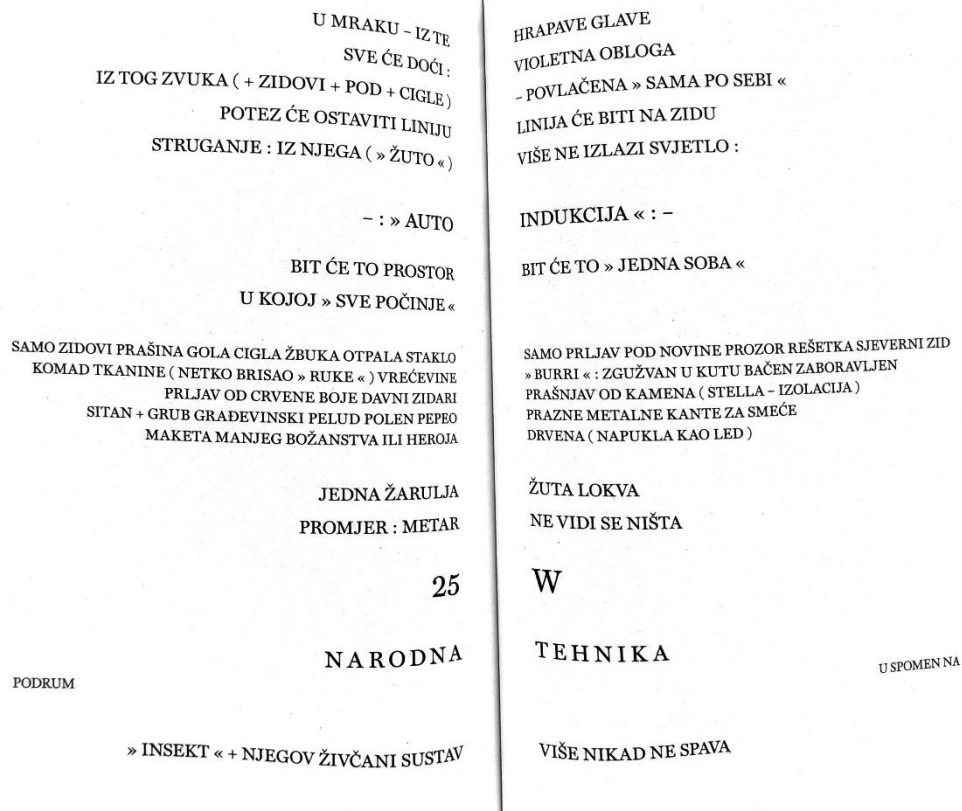 U MRAKU – IZ TE HRAPAVE GLAVE
SVE ĆE DOĆI : VIOLETNA OBLOGA
IZ TOG ZVUKA ( + ZIDOVI + POD + CIGLE ) – POVLAČENA » SAMA PO SEBI «
POTEZ ĆE OSTAVITI LINIJU LINIJA ĆE BITI NA ZIDU
STRUGANJE : IZ NJEGA ( » ŽUTO « ) VIŠE NE IZLAZI SVJETLO :
– : » AUTO INDUKCIJA « : –
BIT ĆE TO PROSTOR BIT ĆE TO » JEDNA SOBA «
U KOJOJ » SVE POČINJE «
SAMO ZIDOVI PRAŠINA GOLA CIGLA ŽBUKA OTPALA STAKLO SAMO PRLJAV POD NOVINE PROZOR REŠETKA SJEVERNI ZID
KOMAD TKANINE ( NETKO BRISAO » RUKE « ) VREĆEVINE » BURRI « : ZGUŽVAN U KUTU BAČEN ZABORAVLJEN
PRLJAV OD CRVENE BOJE DAVNI ZIDARI PRAŠNJAV OD KAMENA ( STELLA – IZOLACIJA )
SITAN + GRUB GRAĐEVINSKI PELUD POLEN PEPEO PRAZNE METALNE KANTE ZA SMEĆE
MAKETA MANJEG BOŽANSTVA ILI HEROJA DRVENA ( NAPUKLA KAO LED )
JEDNA ŽARULJA ŽUTA LOKVA
PROMJER : METAR NE VIDI SE NIŠTA
25 W
NARODNA TEHNIKA
PODRUM U SPOMEN NA
» INSEKT « + NJEGOV ŽIVČANI SUSTAV VIŠE NIKAD NE SPAVA